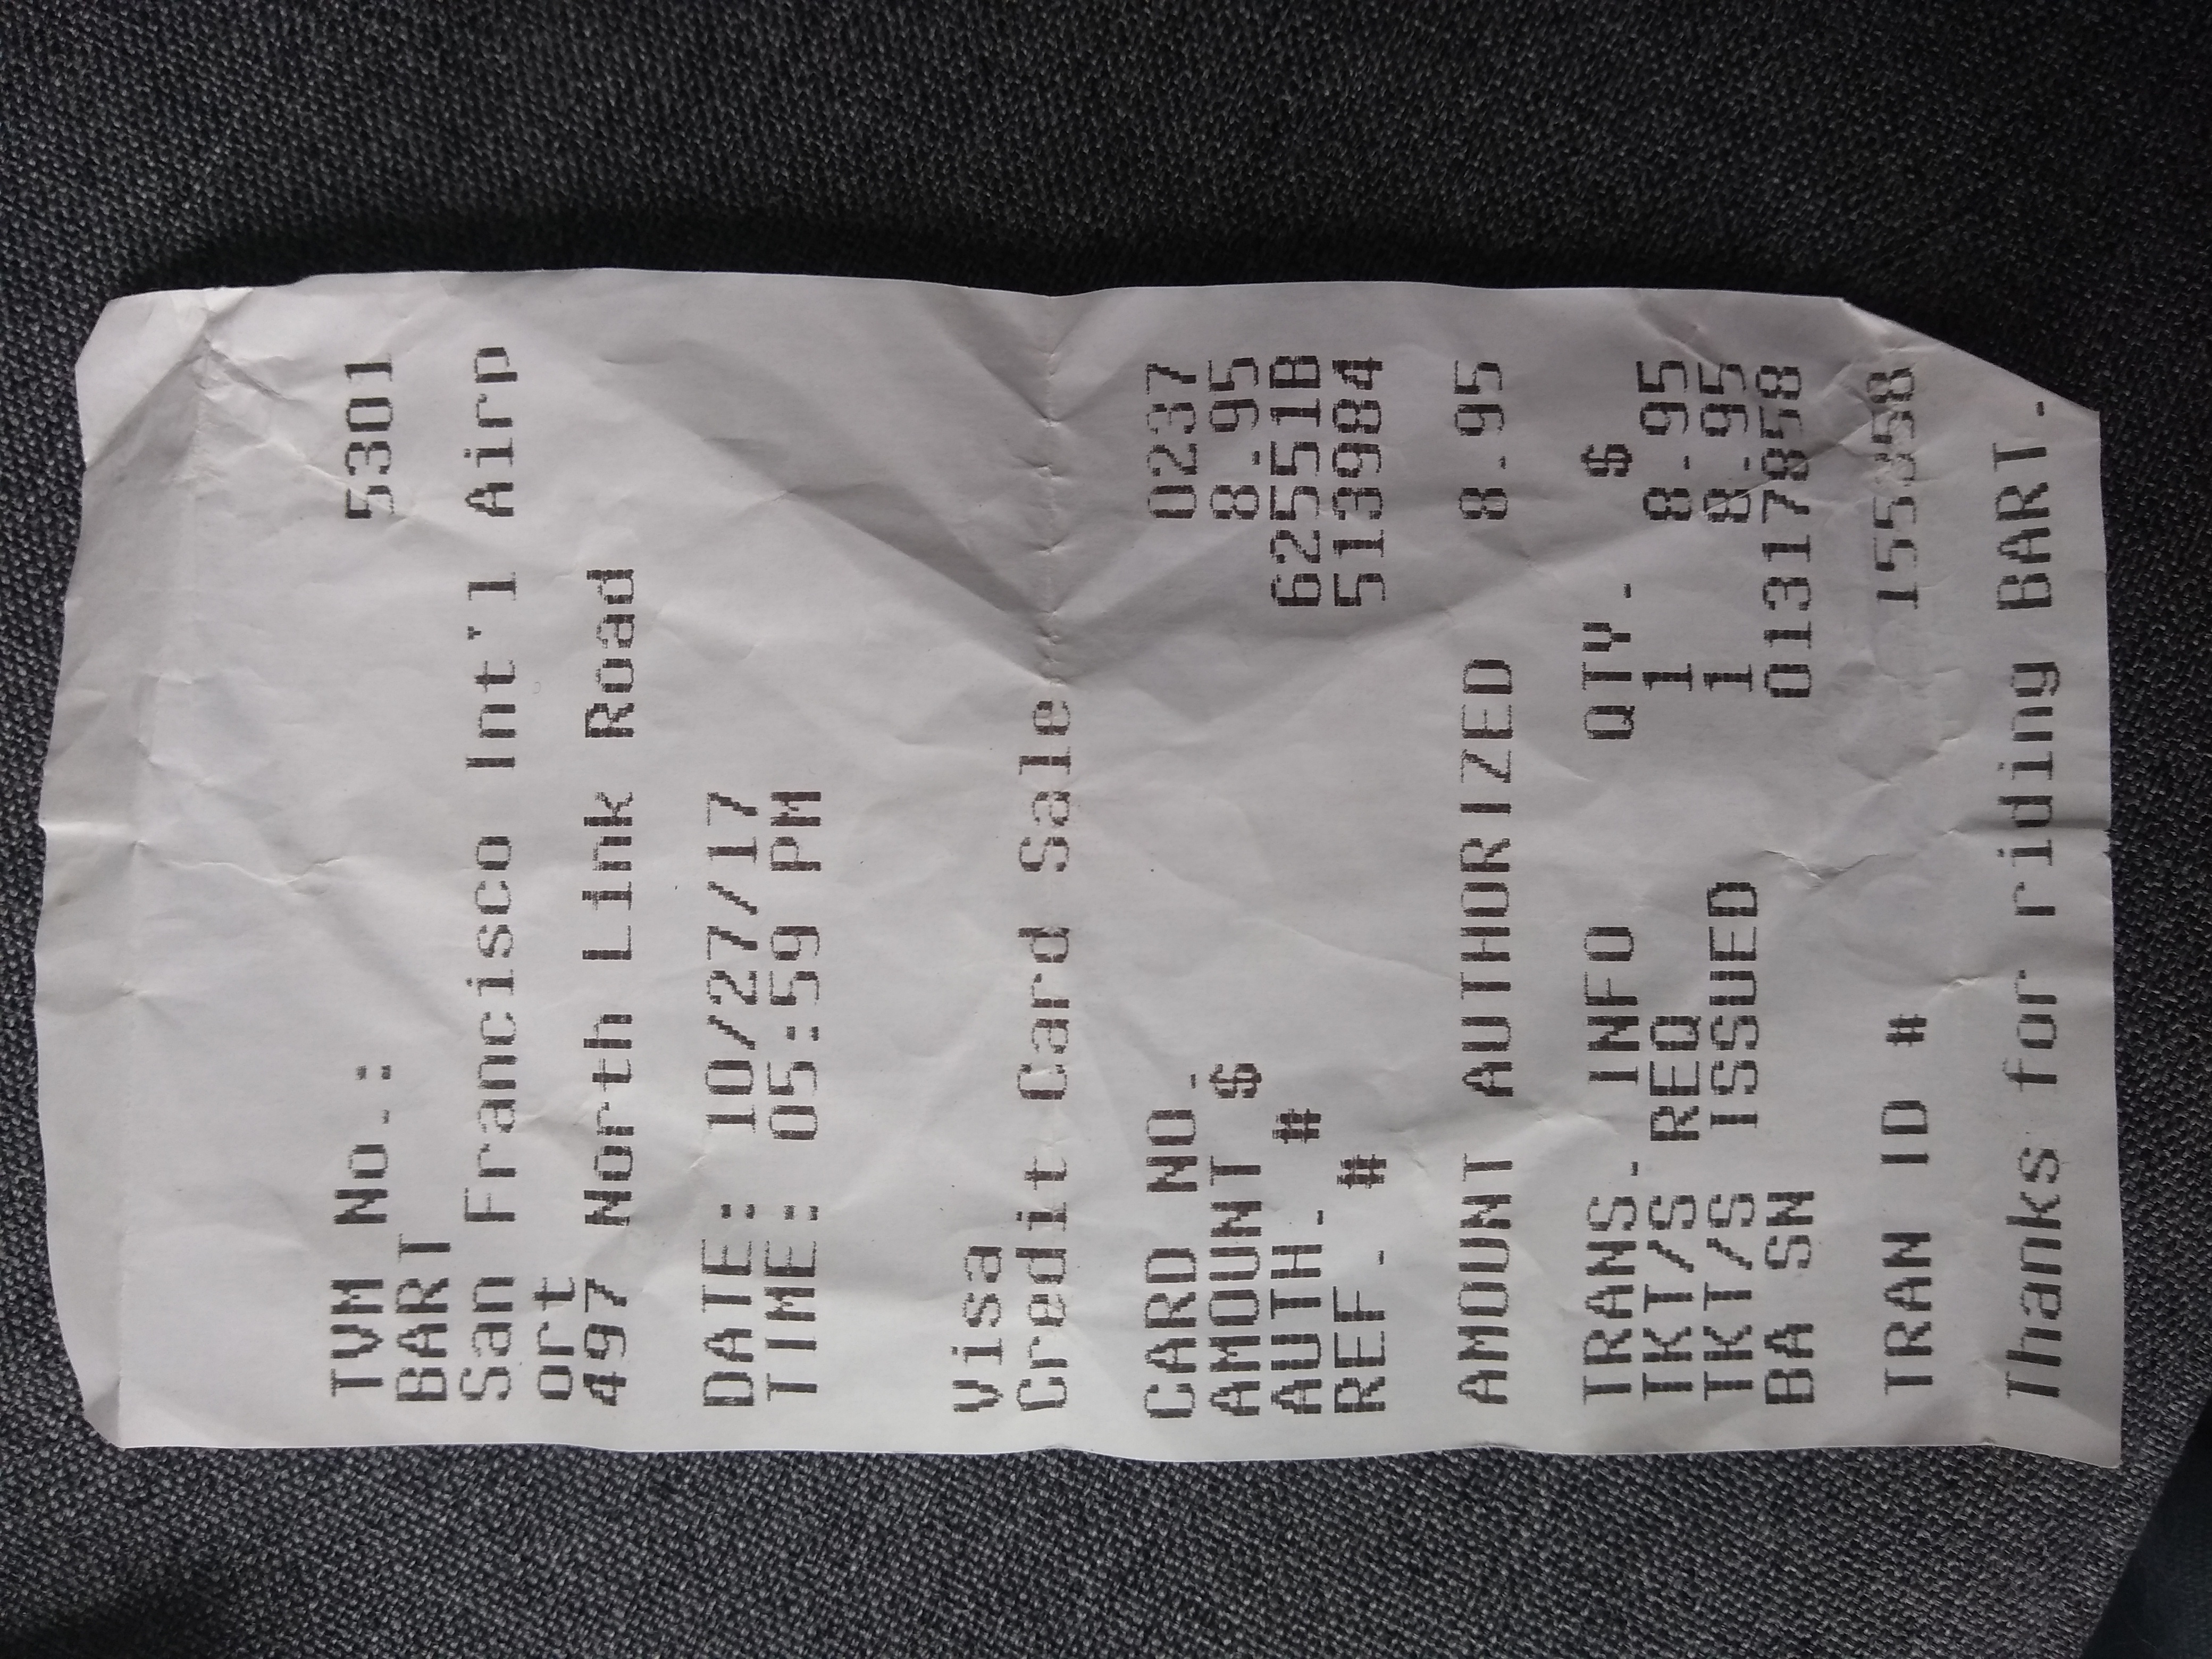 TVM No.: 5301
BART
San Francisco Int'l Airp
ort
497 North Link Road
DATE: 10/27/17
TIME: 05:59 PM
Visa
Credit Card Sale
CARD NO. 0237
AMOUNT $ 8.95
AUTH. # 62551B
REF. # 513984
AMOUNT AUTHORIZED 8.95
TRANS. INFO QTY. $
TKT/S REQ 1 8.95
TKT/S ISSUED 1 8.95
BA SN 01317858
TRAN ID # 155358
Thanks for riding BART.